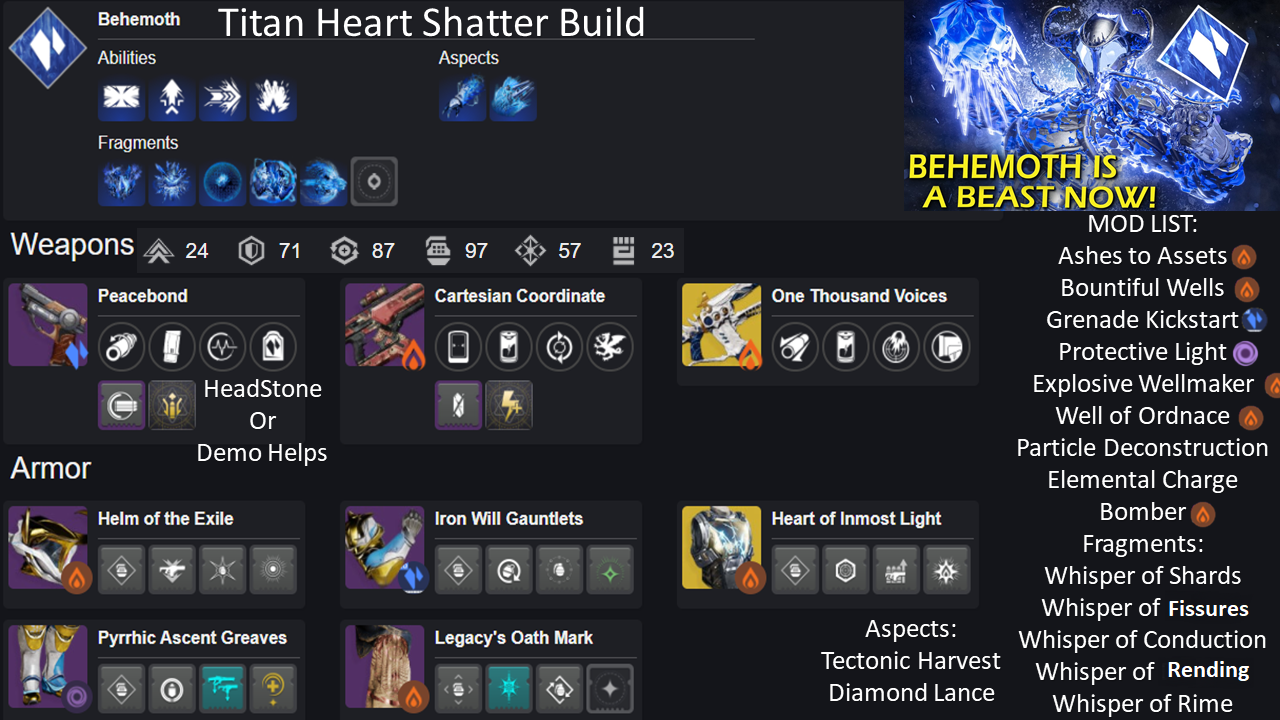 Behemoth
Titan Heart Shatter Build
Abilities
Aspects
Fragments
BEHEMOTH IS
A BEAST NOW!
Weapons
24
71
87
97
57
23
Peacebond
HeadStone
Or
Demo Helps
Cartesian Coordinate
One Thousand Voices
Armor
Helm of the Exile
Iron Will Gauntlets
Heart of Inmost Light
Pyrrhic Ascent Greaves
Legacy's Oath Mark
Aspects:
Tectonic Harvest
Diamond Lance
MOD LIST:
Ashes to Assets
Bountiful Wells
Grenade Kickstart
Protective Light
Explosive Wellmaker
Well of Ordnace
Particle Deconstruction
Elemental Charge
Bomber
Fragments:
Whisper of Shards
Whisper of Fissures
Whisper of Conduction
Whisper of Rending
Whisper of Rime